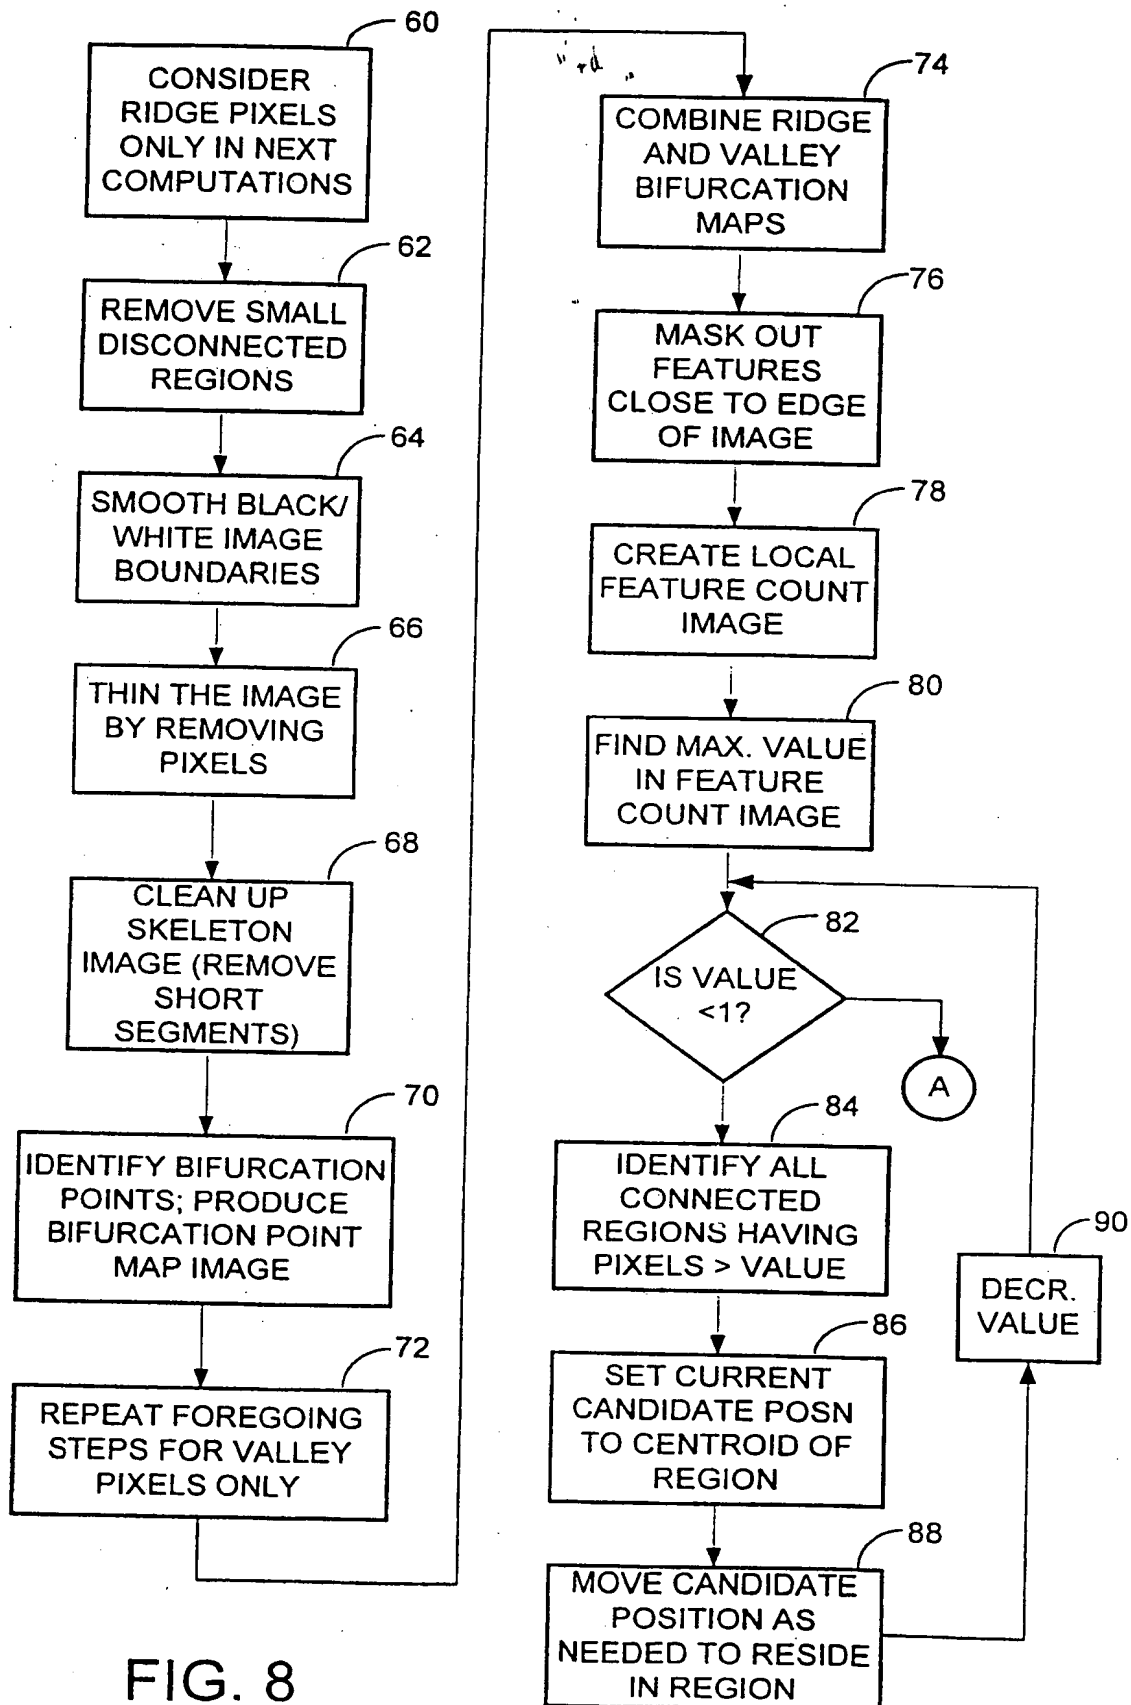 60
CONSIDER
RIDGE PIXELS
ONLY IN NEXT
COMPUTATIONS
62
REMOVE SMALL
DISCONNECTED
REGIONS
64
SMOOTH BLACK/
WHITE IMAGE
BOUNDARIES
66
THIN THE IMAGE
BY REMOVING
PIXELS
68
CLEAN UP
SKELETON
IMAGE (REMOVE
SHORT
SEGMENTS)
70
IDENTIFY BIFURCATION
POINTS; PRODUCE
BIFURCATION POINT
MAP IMAGE
72
REPEAT FOREGOING
STEPS FOR VALLEY
PIXELS ONLY
74
COMBINE RIDGE
AND VALLEY
BIFURCATION
MAPS
76
MASK OUT
FEATURES
CLOSE TO EDGE
OF IMAGE
78
CREATE LOCAL
FEATURE COUNT
IMAGE
80
FIND MAX. VALUE
IN FEATURE
COUNT IMAGE
82
IS VALUE
<1?
A
84
IDENTIFY ALL
CONNECTED
REGIONS HAVING
PIXELS > VALUE
86
SET CURRENT
CANDIDATE POSN
TO CENTROID OF
REGION
88
MOVE CANDIDATE
POSITION AS
NEEDED TO RESIDE
IN REGION
90
DECR.
VALUE
FIG. 8